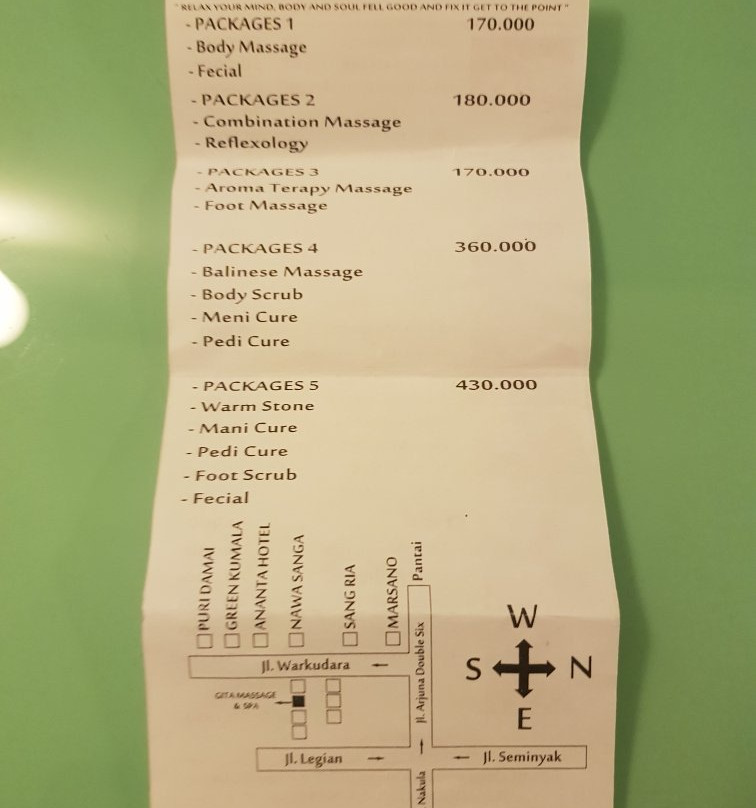 " RELAX YOUR MIND, BODY AND SOUL FELL GOOD AND FIX IT GET TO THE POINT "
- PACKAGES 1 170.000
- Body Massage
- Fecial
- PACKAGES 2 180.000
- Combination Massage
- Reflexology
- PACKAGES 3 170.000
- Aroma Terapy Massage
- Foot Massage
- PACKAGES 4 360.000
- Balinese Massage
- Body Scrub
- Meni Cure
- Pedi Cure
- PACKAGES 5 430.000
- Warm Stone
- Mani Cure
- Pedi Cure
- Foot Scrub
- Fecial
PURI DAMAI
GREEN KUMALA
ANANTA HOTEL
NAWA SANGA
SANG RIA
MARSANO
Pantai
Jl. Warkudara
Jl. Arjuna Double Six
GITA MASSAGE
& SPA
W
S N
E
Jl. Legian
Jl. Seminyak
Nakula